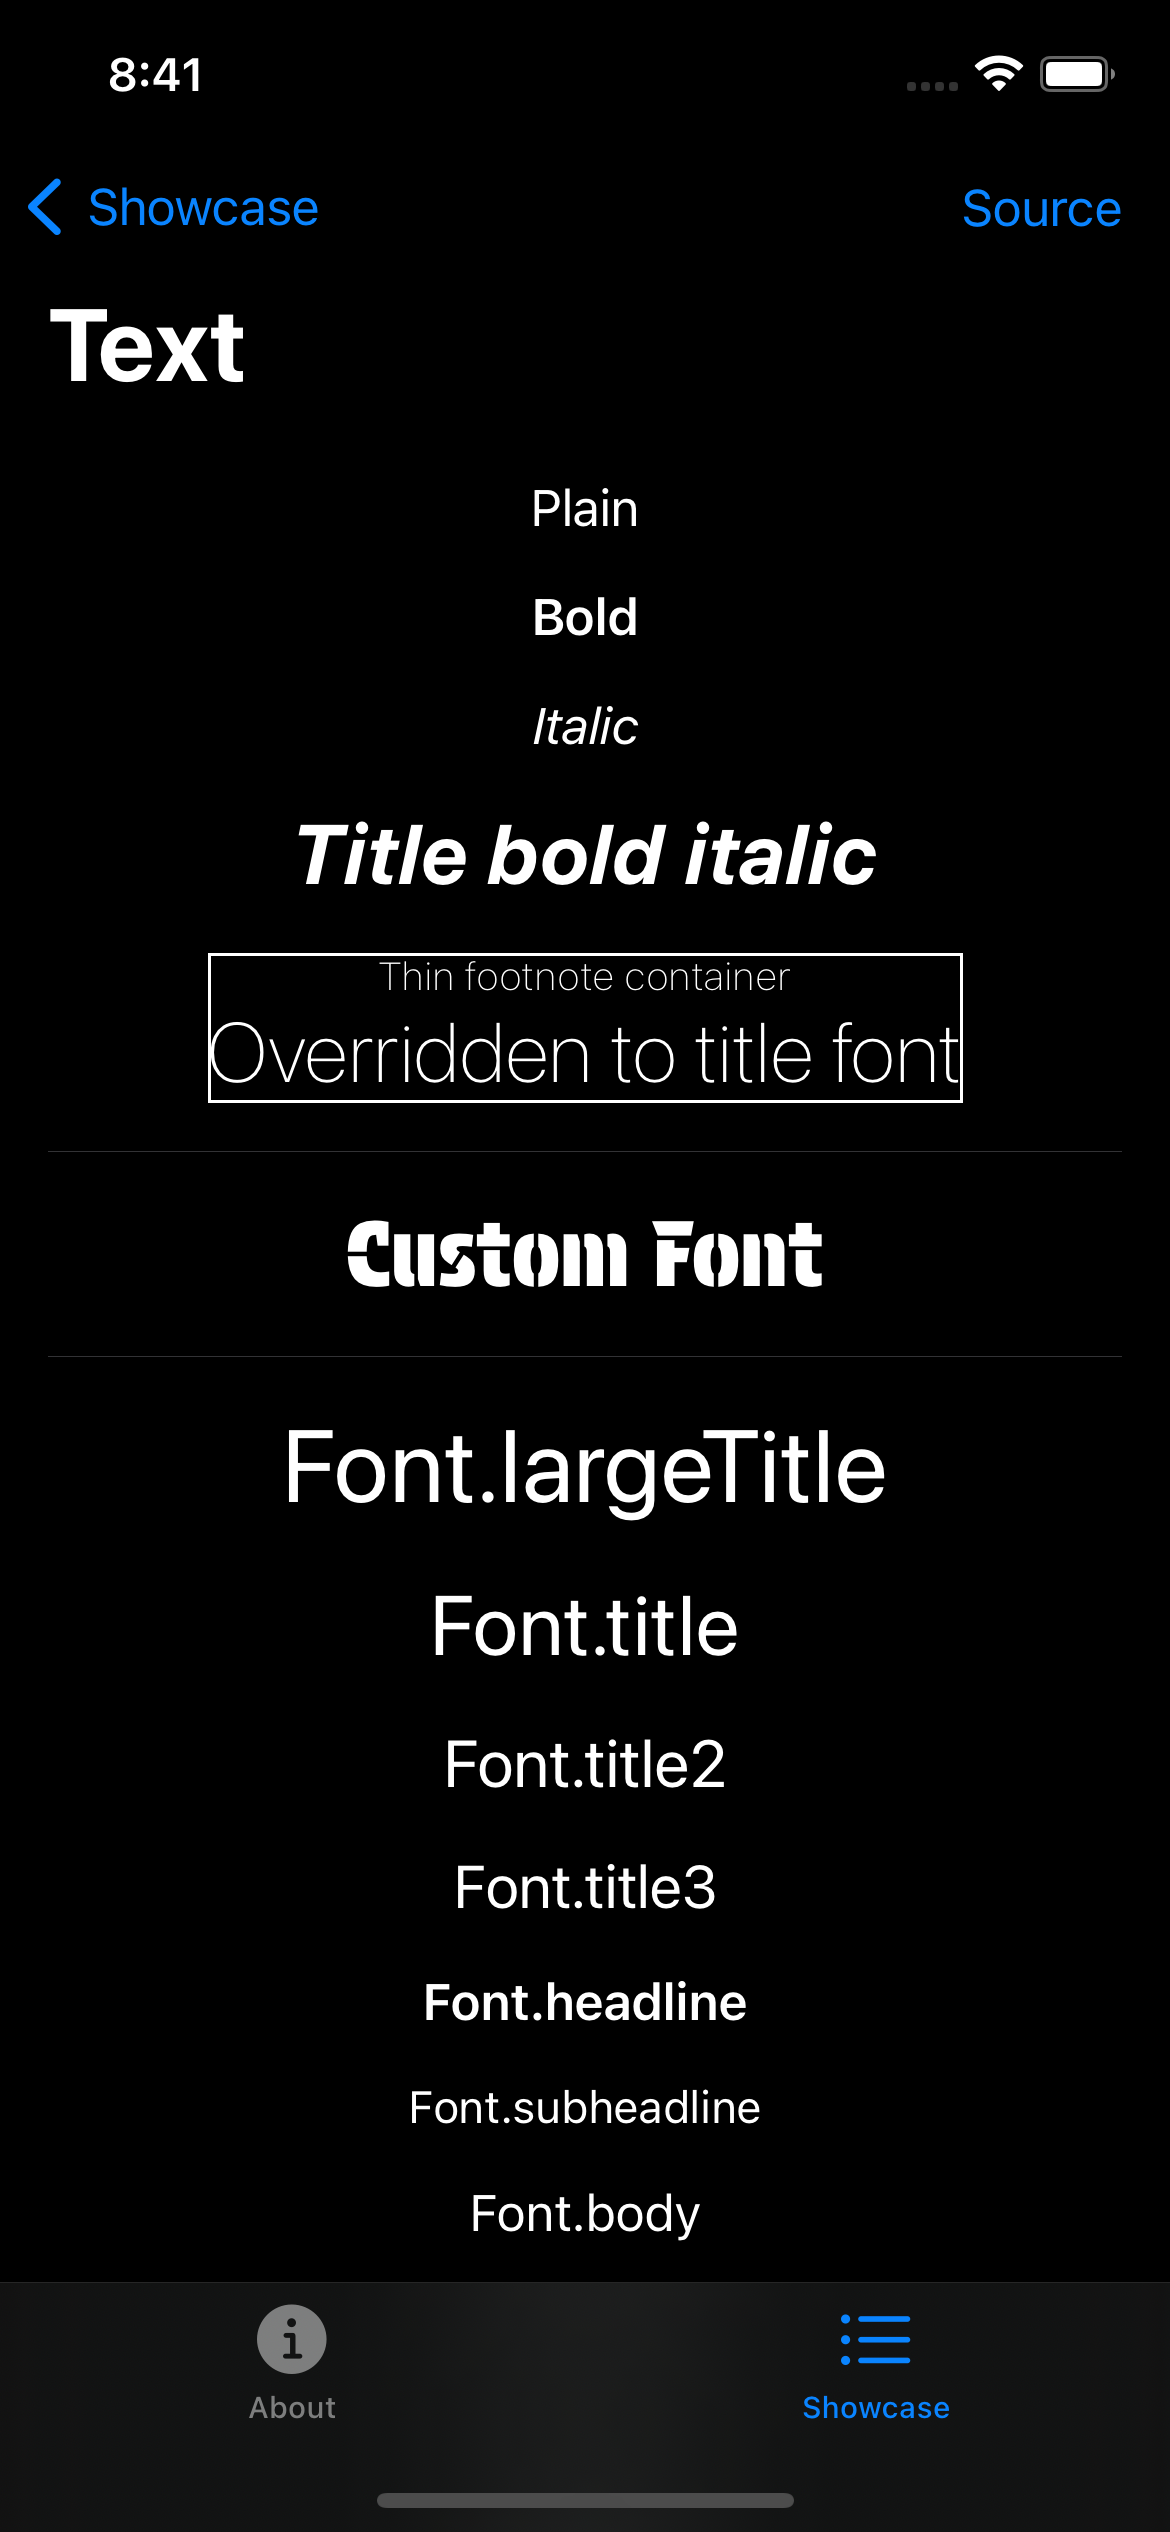 8:41
Showcase
Source
Text
Plain
Bold
Italic
Title bold italic
Thin footnote container
Overridden to title font
Custom Font
Font.largeTitle
Font.title
Font.title2
Font.title3
Font.headline
Font.subheadline
Font.body
About
Showcase